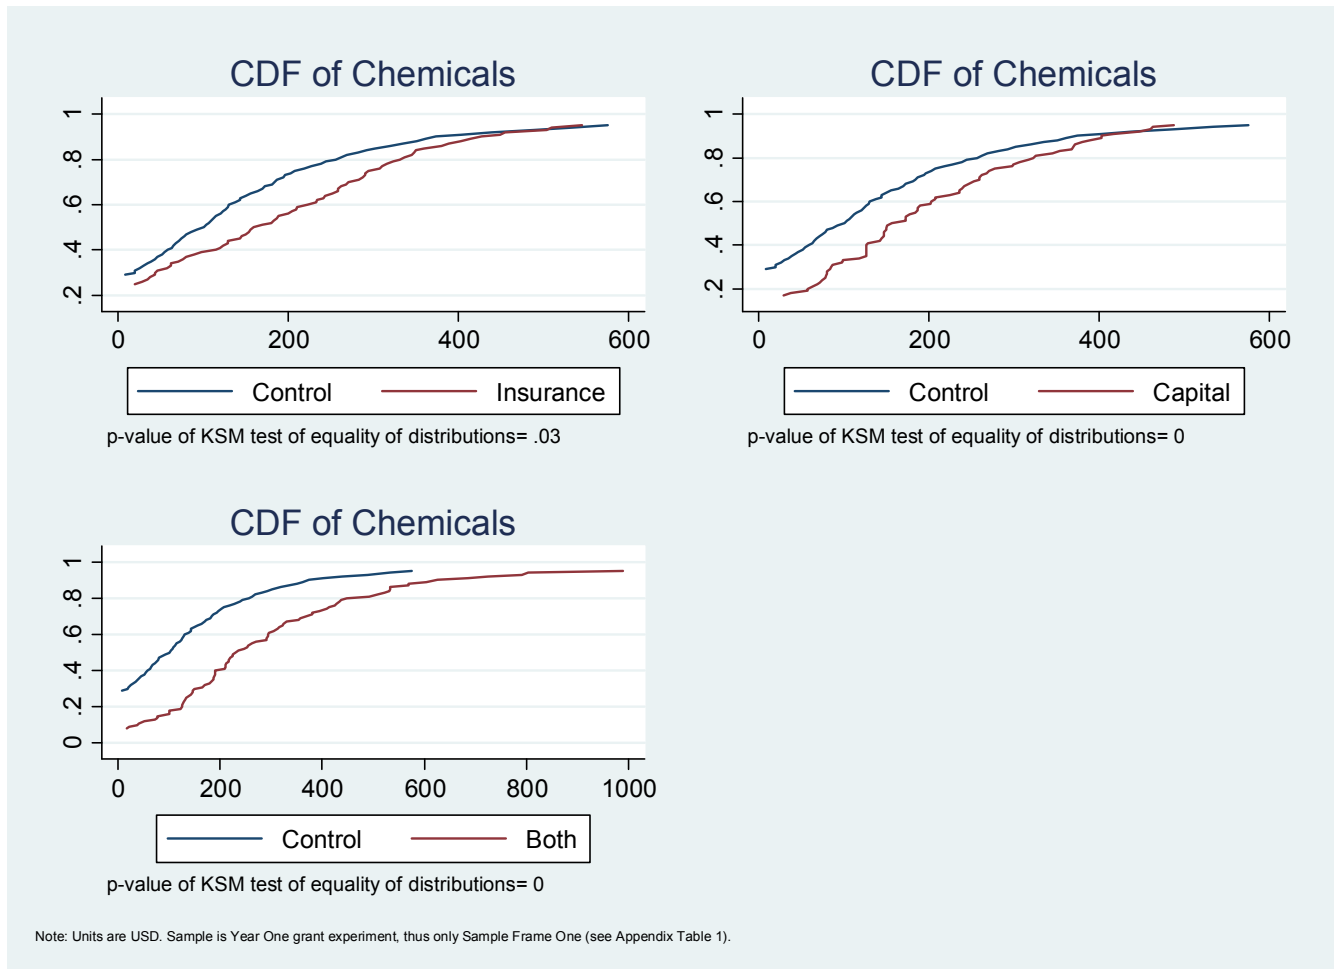 CDF of Chemicals
1
.8
.6
.4
.2
0 200 400 600
Control Insurance
p-value of KSM test of equality of distributions= .03
CDF of Chemicals
1
.8
.6
.4
.2
0 200 400 600
Control Capital
p-value of KSM test of equality of distributions= 0
CDF of Chemicals
1
.8
.6
.4
.2
0
0 200 400 600 800 1000
Control Both
p-value of KSM test of equality of distributions= 0
Note: Units are USD. Sample is Year One grant experiment, thus only Sample Frame One (see Appendix Table 1).